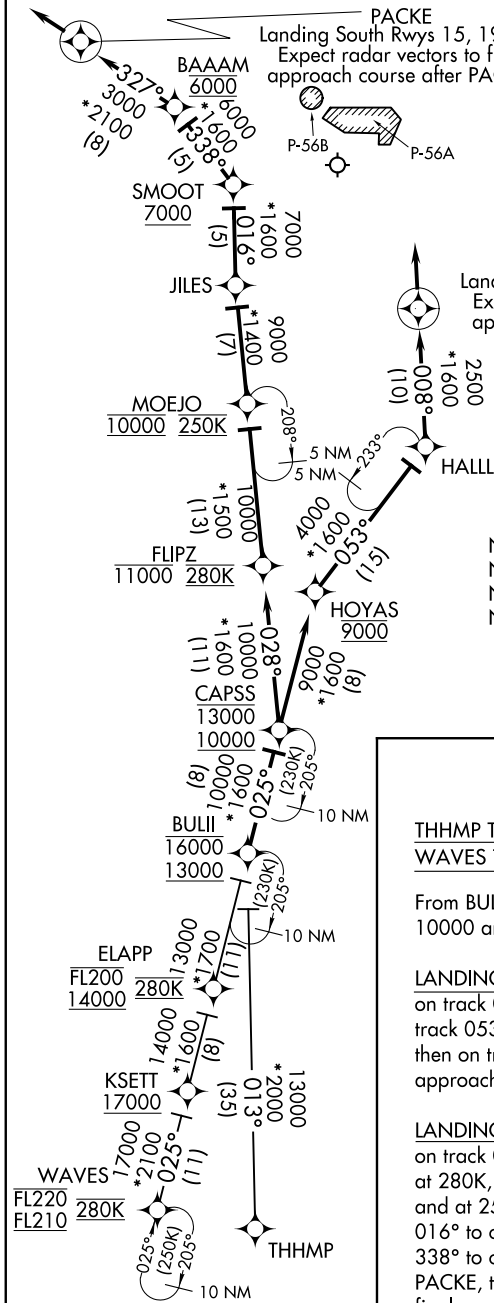 PACKE
Landing South Rwys 15, 19
Expect radar vectors to f
approach course after PA
BAAAM
6000
327°
3000
*2100
(8)
6000
*1600
338°
(5)
P-56B
P-56A
SMOOT
7000
7000
*1600
016°
(5)
JILES
9000
*1400
(7)
Land
Ex
ap
2500
*1600
008°
(10)
MOEJO
10000 250K
208°
5 NM
5 NM
233°
HALLL
10000
*1500
(13)
4000
*1600
053°
(15)
N
N
N
N
FLIPZ
11000 280K
HOYAS
9000
028°
10000
*1600
(11)
9000
*1600
(8)
CAPSS
13000
10000
(230K)
205°
10 NM
10000
*1600
025°
(8)
BULII
16000
13000
(230K)
205°
10 NM
13000
*1700
(11)
ELAPP
FL200
14000
280K
14000
*1600
(8)
13000
*2000
013°
(35)
KSETT
17000
17000
*2100
025°
(11)
WAVES
FL220
FL210
280K
025°
(250K)
205°
10 NM
THHMP
THHMP T
WAVES T
From BUL
10000 a
LANDING
on track
track 053
then on tr
approach
LANDING
on track
at 280K,
and at 25
016° to
338° to
PACKE, t